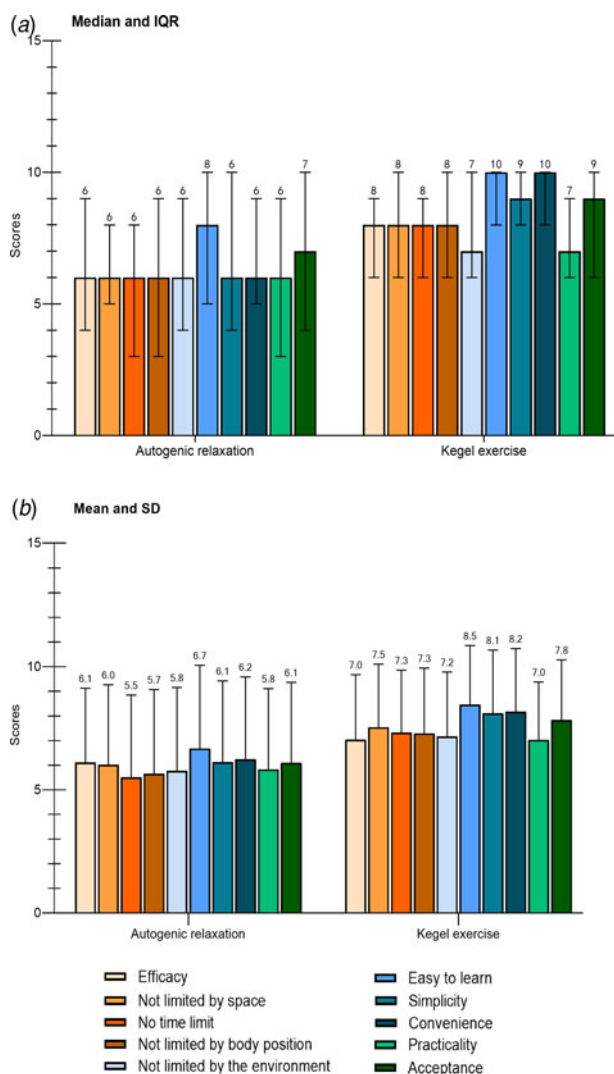 (a) Median and IQR
15
10
5
0
Scores
6 6 6 6 6 8 6 6 6 7
8 8 8 8 7 10 9 10 7 9
Autogenic relaxation Kegel exercise
(b) Mean and SD
15
10
5
0
Scores
6.1 6.0 5.5 5.7 5.8 6.7 6.1 6.2 5.8 6.1
7.0 7.5 7.3 7.3 7.2 8.5 8.1 8.2 7.0 7.8
Autogenic relaxation Kegel exercise
Efficacy
Not limited by space
No time limit
Not limited by body position
Not limited by the environment
Easy to learn
Simplicity
Convenience
Practicality
Acceptance